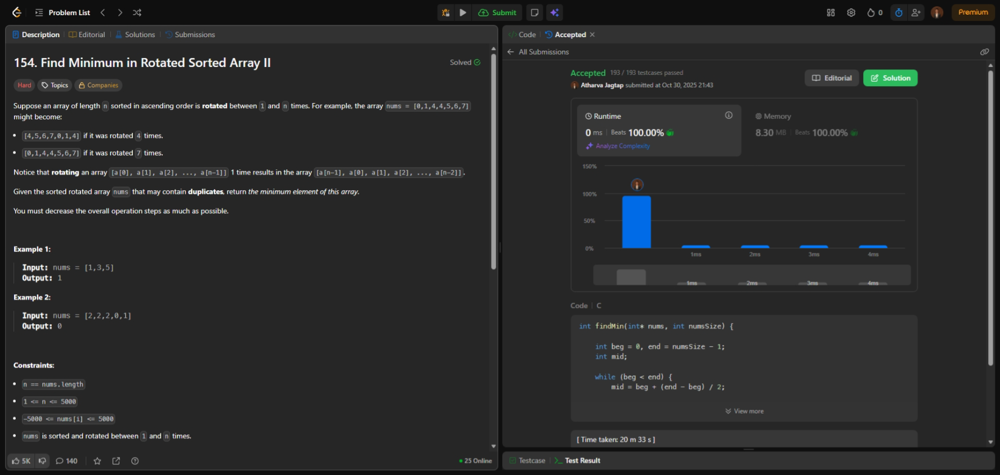 Problem List
Submit
0
Premium
Description
Editorial
Solutions
Submissions
154. Find Minimum in Rotated Sorted Array II
Solved
Hard
Topics
Companies
Suppose an array of length n sorted in ascending order is rotated between 1 and n times. For example, the array nums = [0,1,4,4,5,6,7]
might become:
• [4,5,6,7,0,1,4] if it was rotated 4 times.
• [0,1,4,4,5,6,7] if it was rotated 7 times.
Notice that rotating an array [a[0], a[1], a[2], ..., a[n-1]] 1 time results in the array [a[n-1], a[0], a[1], a[2], ..., a[n-2]].
Given the sorted rotated array nums that may contain duplicates, return the minimum element of this array.
You must decrease the overall operation steps as much as possible.
Example 1:
Input: nums = [1,3,5]
Output: 1
Example 2:
Input: nums = [2,2,2,0,1]
Output: 0
Constraints:
• n == nums.length
• 1 <= n <= 5000
• -5000 <= nums[i] <= 5000
• nums is sorted and rotated between 1 and n times.
5K
140
25 Online
</> Code
Accepted
All Submissions
Accepted 193 / 193 testcases passed
Atharva Jagtap submitted at Oct 30, 2025 21:43
Editorial
Solution
Runtime
0 ms | Beats 100.00%
Analyze Complexity
Memory
8.30 MB | Beats 100.00%
150%
100%
50%
0%
1ms 2ms 3ms 4ms
1ms 2ms 3ms 4ms
Code | C
int findMin(int* nums, int numsSize) {
int beg = 0, end = numsSize - 1;
int mid;
while (beg < end) {
mid = beg + (end - beg) / 2;
View more
[ Time taken: 20 m 33 s ]
Testcase
Test Result